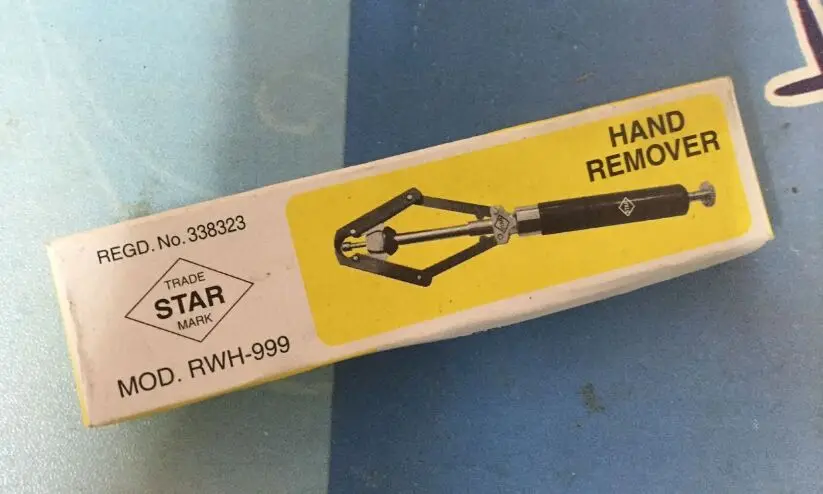 REGD. No. 338323
TRADE
STAR
MARK
MOD. RWH-999
HAND
REMOVER